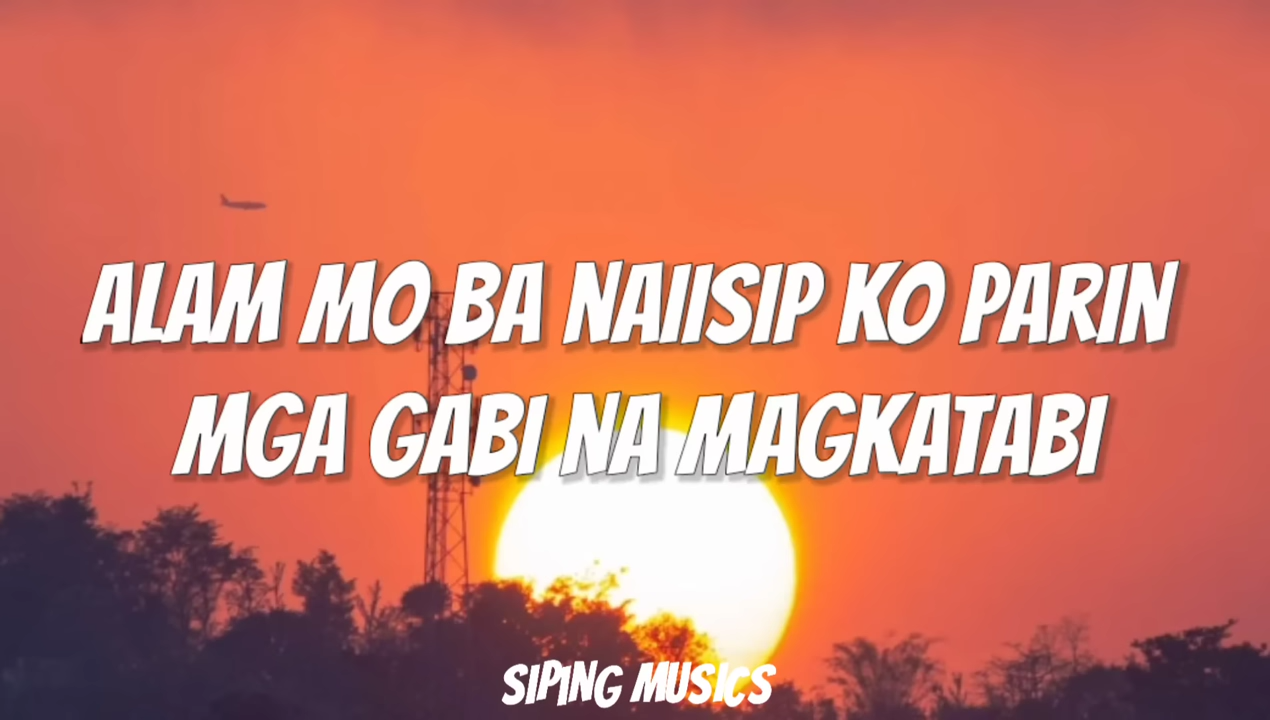 ALAM MO BA NAIISIP KO PARIN
MGA GABI NA MAGKATABI
SIPING MUSICS